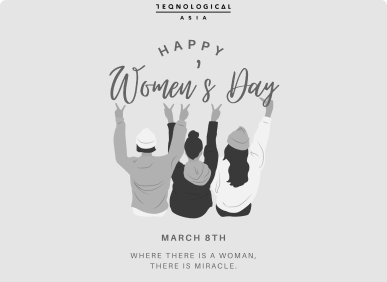 TEQNOLOGICAL
ASIA
HAPPY
Women's Day
MARCH 8TH
WHERE THERE IS A WOMAN,
THERE IS MIRACLE.